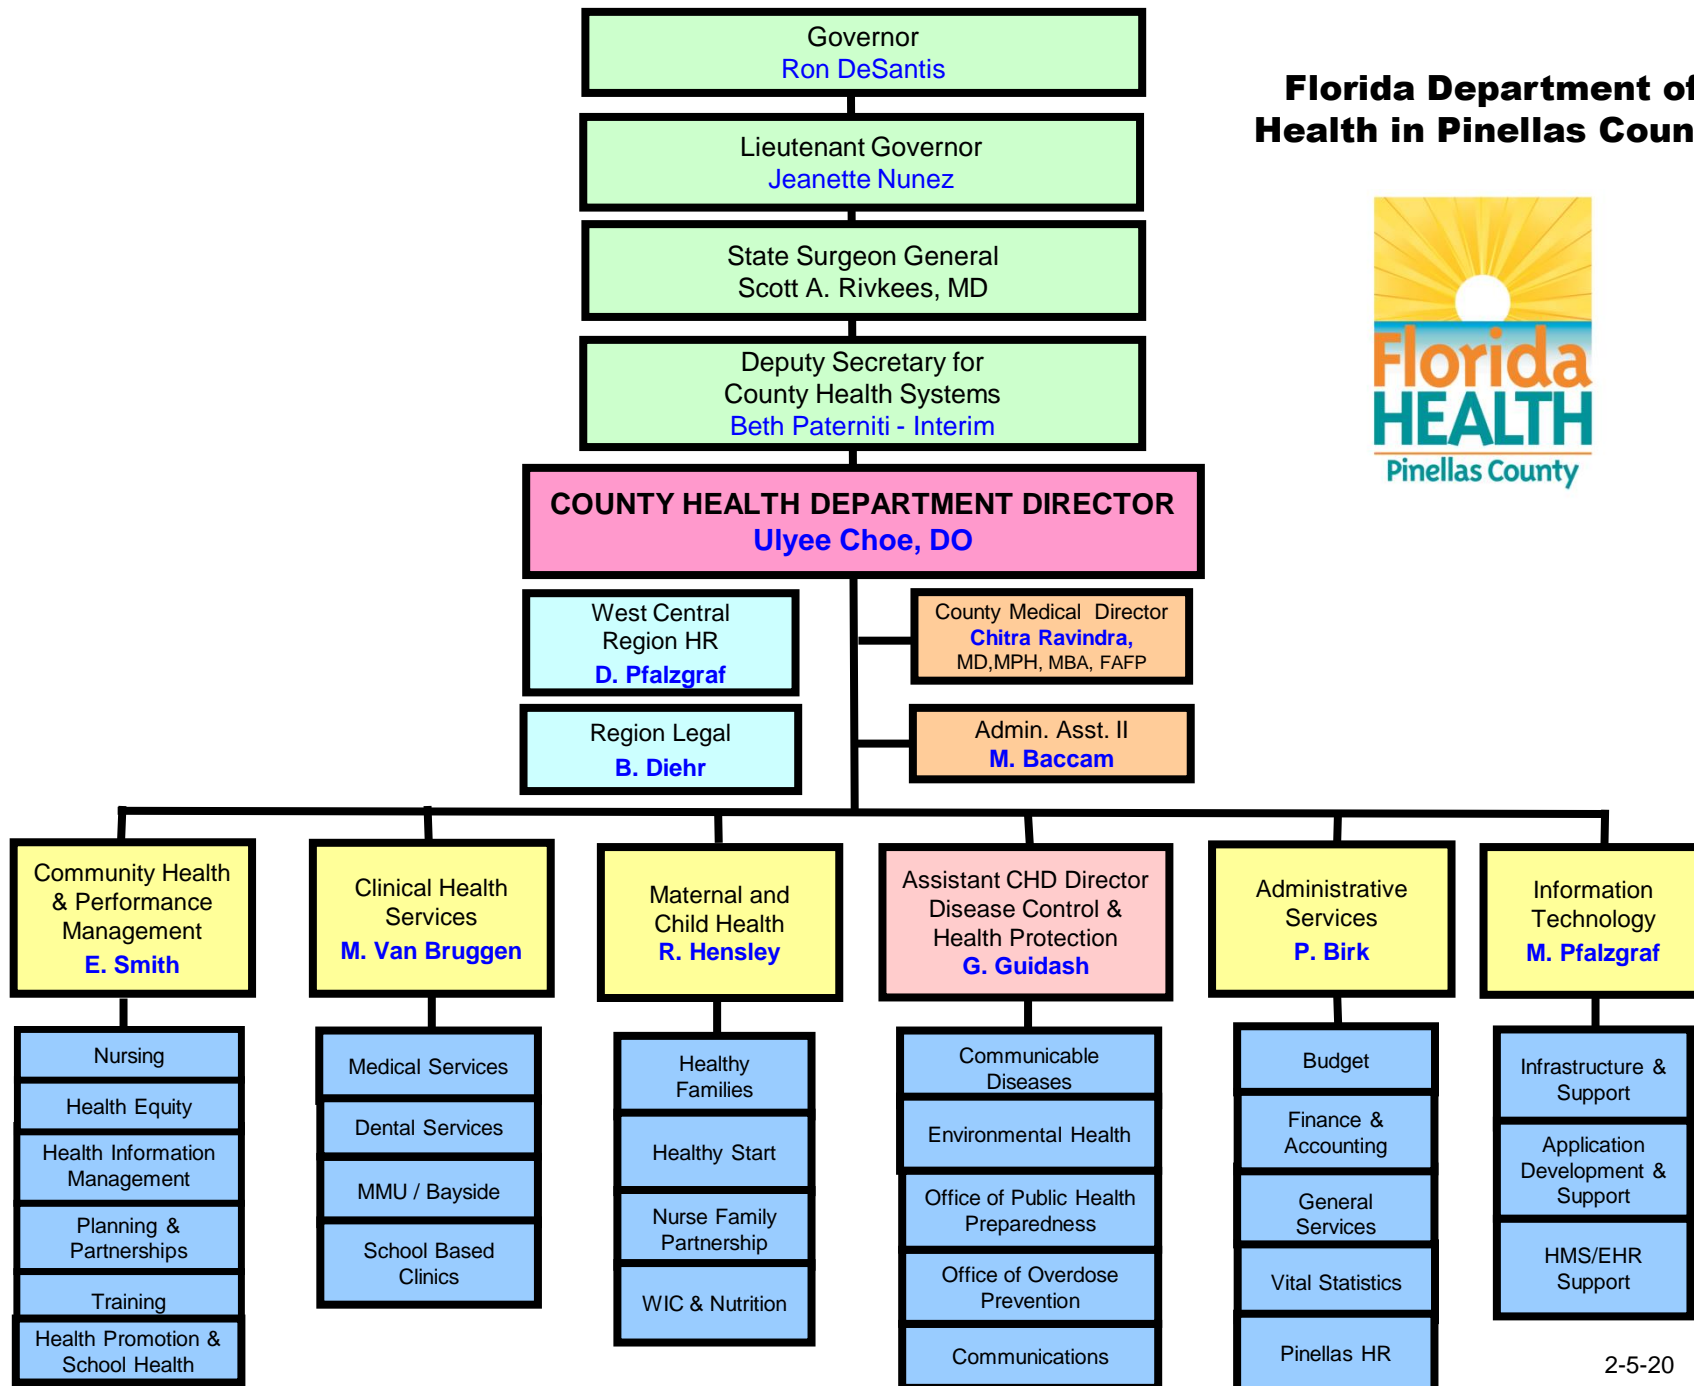 Governor
Ron DeSantis
Florida Department of
Health in Pinellas Coun
Lieutenant Governor
Jeanette Nunez
State Surgeon General
Scott A. Rivkees, MD
Florida
HEALTH
Pinellas County
Deputy Secretary for
County Health Systems
Beth Paterniti - Interim
COUNTY HEALTH DEPARTMENT DIRECTOR
Ulyee Choe, DO
West Central
Region HR
D. Pfalzgraf
County Medical Director
Chitra Ravindra,
MD,MPH, MBA, FAFP
Region Legal
B. Diehr
Admin. Asst. II
M. Baccam
Community Health
& Performance
Management
E. Smith
Clinical Health
Services
M. Van Bruggen
Maternal and
Child Health
R. Hensley
Assistant CHD Director
Disease Control &
Health Protection
G. Guidash
Administrative
Services
P. Birk
Information
Technology
M. Pfalzgraf
Nursing
Health Equity
Health Information
Management
Planning &
Partnerships
Training
Health Promotion &
School Health
Medical Services
Dental Services
MMU / Bayside
School Based
Clinics
Healthy
Families
Healthy Start
Nurse Family
Partnership
WIC & Nutrition
Communicable
Diseases
Environmental Health
Office of Public Health
Preparedness
Office of Overdose
Prevention
Communications
Budget
Finance &
Accounting
General
Services
Vital Statistics
Pinellas HR
Infrastructure &
Support
Application
Development &
Support
HMS/EHR
Support
2-5-20